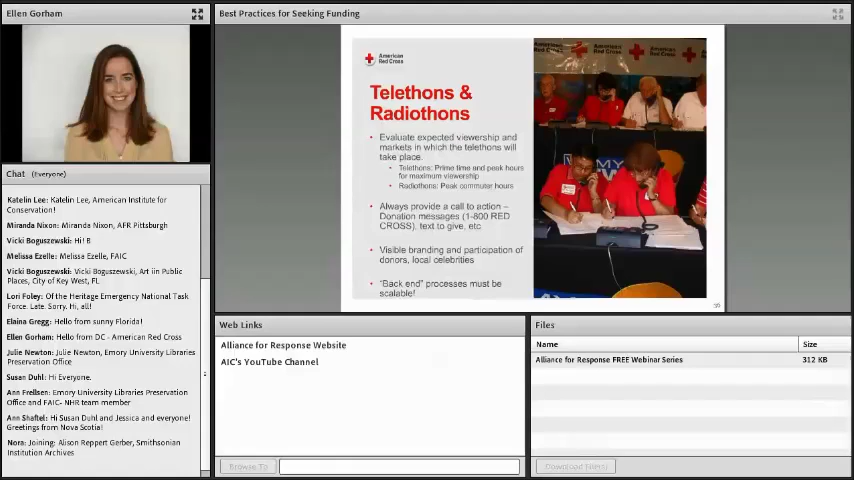 Ellen Gorham
Best Practices for Seeking Funding
American
Red Cross
Telethons &
Radiothons
• Evaluate expected viewership and
markets in which the telethons will
take place.
• Telethons: Prime time and peak hours
for maximum viewership
• Radiothons: Peak commuter hours
• Always provide a call to action –
Donation messages (1-800 RED
CROSS), text to give, etc
• Visible branding and participation of
donors, local celebrities
• "Back end" processes must be
scalable!
American Red Cross
MY
Chat (Everyone)
Katelin Lee: Katelin Lee, American Institute for
Conservation!
Miranda Nixon: Miranda Nixon, AFR Pittsburgh
Vicki Boguszewski: Hi! B
Melissa Ezelle: Melissa Ezelle, FAIC
Vicki Boguszewski: Vicki Boguszewski, Art iin Public
Places, City of Key West, FL
Lori Foley: Of the Heritage Emergency National Task
Force. Late. Sorry. Hi, all!
Elaina Gregg: Hello from sunny Florida!
Ellen Gorham: Hello from DC - American Red Cross
Julie Newton: Julie Newton, Emory University Libraries
Preservation Office
Susan Duhl: Hi Everyone.
Ann Frellsen: Emory University Libraries Preservation
Office and FAIC- NHR team member
Ann Shaftel: Hi Susan Duhl and Jessica and everyone!
Greetings from Nova Scotia!
Nora: Joining: Alison Reppert Gerber, Smithsonian
Institution Archives
Web Links
Alliance for Response Website
AIC's YouTube Channel
Browse To
Files
Name Size
Alliance for Response FREE Webinar Series 312 KB
Download File(s)